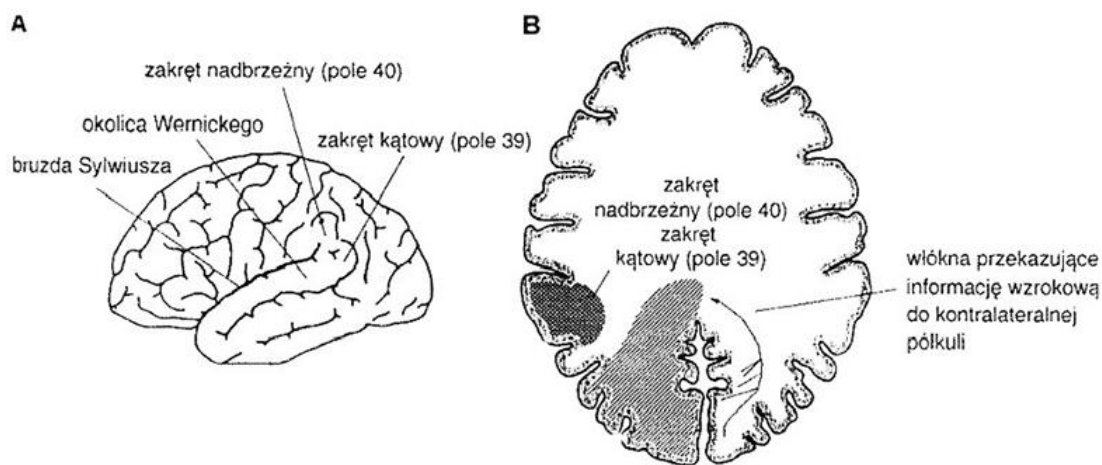 A
zakręt nadbrzeżny (pole 40)
okolica Wernickego
zakręt kątowy (pole 39)
bruzda Sylwiusza
B
zakręt
nadbrzeżny (pole 40)
zakręt
kątowy (pole 39)
włókna przekazujące
informację wzrokową
do kontralateralnej
półkuli